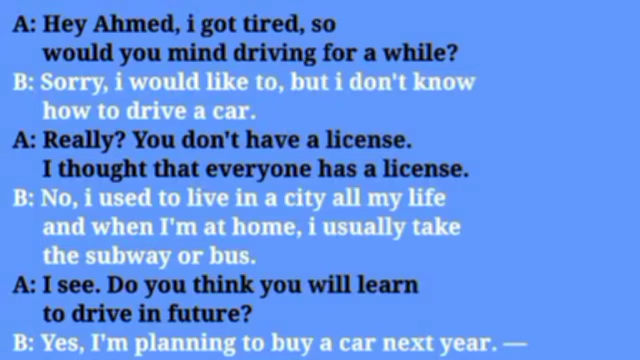 A: Hey Ahmed, i got tired, so
would you mind driving for a while?
B: Sorry, i would like to, but i don't know
how to drive a car.
A: Really? You don't have a license.
I thought that everyone has a license.
B: No, i used to live in a city all my life
and when I'm at home, i usually take
the subway or bus.
A: I see. Do you think you will learn
to drive in future?
B: Yes, I'm planning to buy a car next year. —